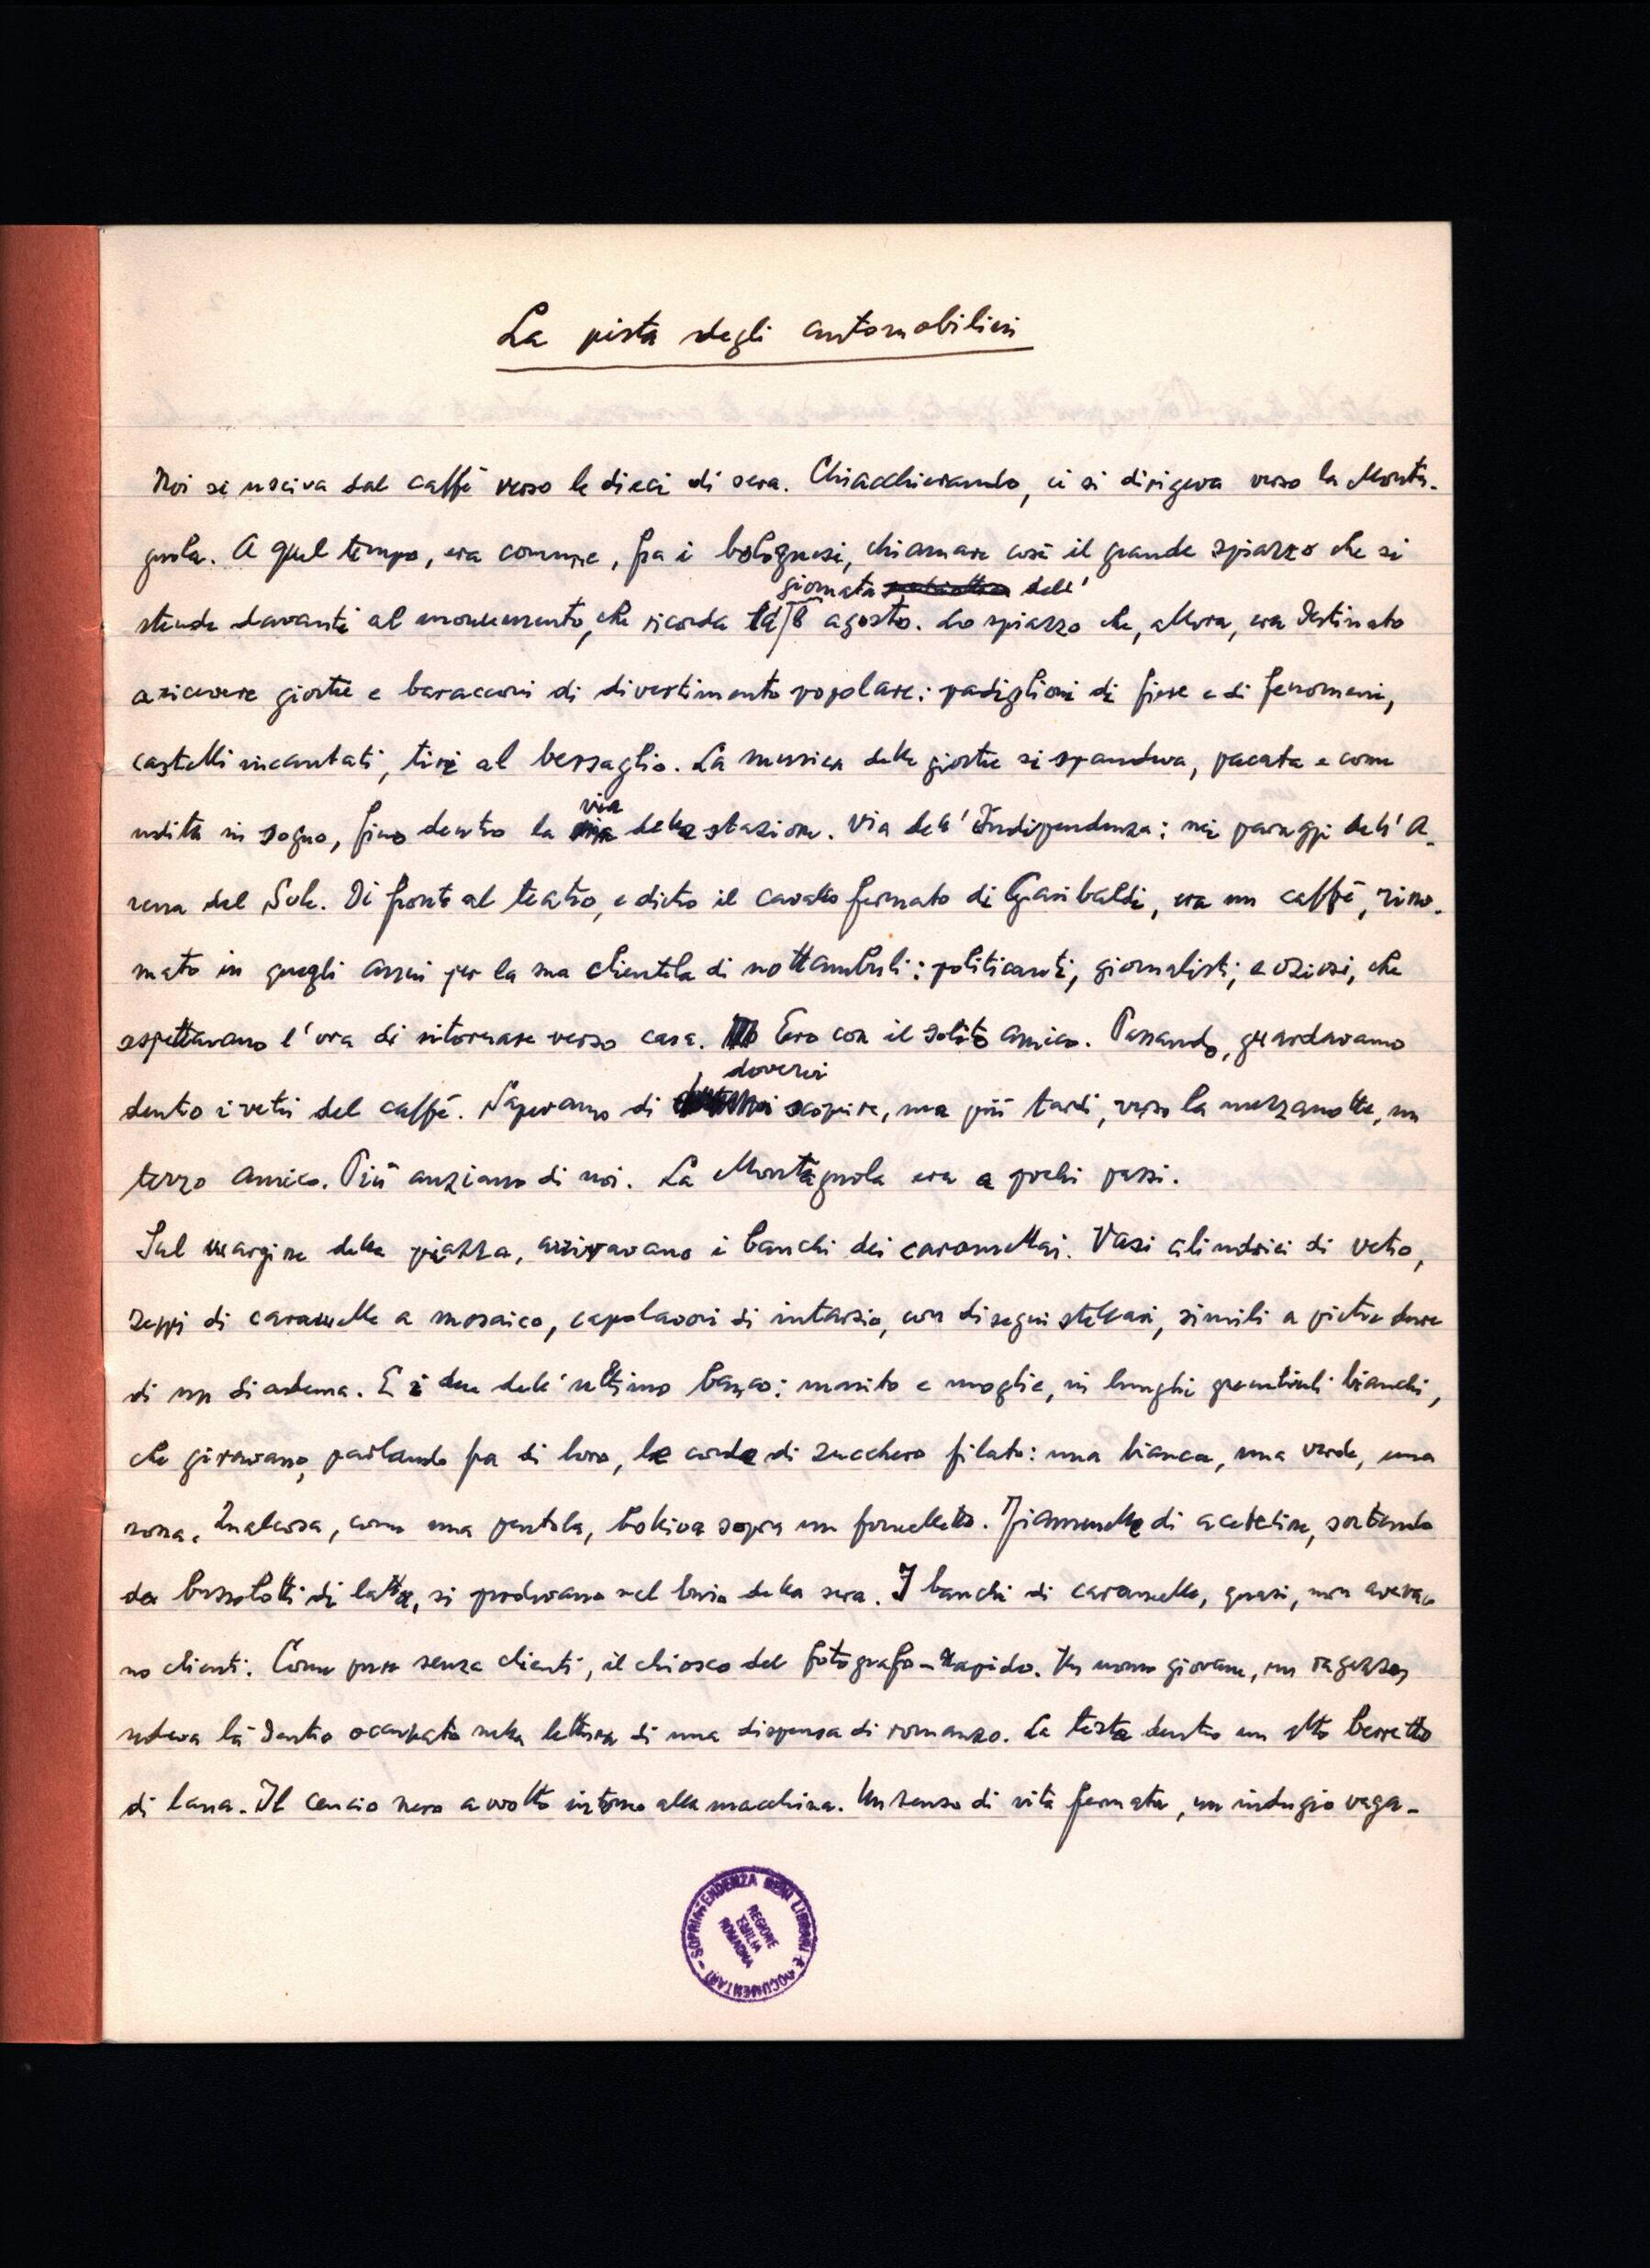 La pista degli automobilini
Noi si usciva dal caffè verso le dieci di sera. Chiacchierando, ci si dirigeva verso la Monta-
gnola. A quel tempo, era comune, fra i bolognesi, chiamare così il grande spiazzo che si
giornata dell'
stende davanti al monumento, che ricorda la 8 agosto. Lo spiazzo che, allora, era destinato
a ricevere giostre e baracconi di divertimento popolare: padiglioni di fiere e di fenomeni,
castelli incantati, tiri al bersaglio. La musica delle giostre si spandeva, pacata e come
via
udita in sogno, fino dentro la della stazione. Via dell'Indipendenza: nei paraggi dell'A-
rena del Sole. Di fronte al teatro, e dietro il cavallo fermato di Garibaldi, era un caffè, rino-
mato in quegli anni per la sua clientela di nottambuli: politicanti, giornalisti, e oziosi, che
aspettavano l'ora di ritornare verso casa. Ero con il solito amico. Passando, guardavamo
dovervi
dentro i vetri del caffè. Sapevamo di scoprire, ma più tardi, verso la mezzanotte, un
terzo amico. Più anziano di noi. La Montagnola era a pochi passi.
Sul margine della piazza, arrivavano i banchi dei caramellai. Vasi cilindrici di vetro,
zeppi di caramelle a mosaico, capolavori di intarsio, con disegni stellari, simili a pietre dure
di un diadema. E i due dell'ultimo banco: marito e moglie, in lunghi grembiuli bianchi,
che giravano, parlando fra di loro, le corde di zucchero filato: una bianca, una verde, una
rossa. Qualcosa, come una pentola, bolliva sopra un fornelletto. Fiammelle di acetilene, sortendo
da bussolotti di latta, si perdevano nel buio della sera. I banchi di caramelle, quasi, non aveva-
no clienti. Come pure senza clienti, il chiosco del fotografo-rapido. Un uomo giovane, un ragazzo,
sedeva là dentro occupato nella lettura di una dispensa di romanzo. La testa dentro un alto berretto
di lana. Il cencio nero avvolto intorno alla macchina. Un senso di vita fermata, un indugio vaga-
SOPRINTENDENZA BENI LIBRARI E DOCUMENTARI -
REGIONE
EMILIA
ROMAGNA